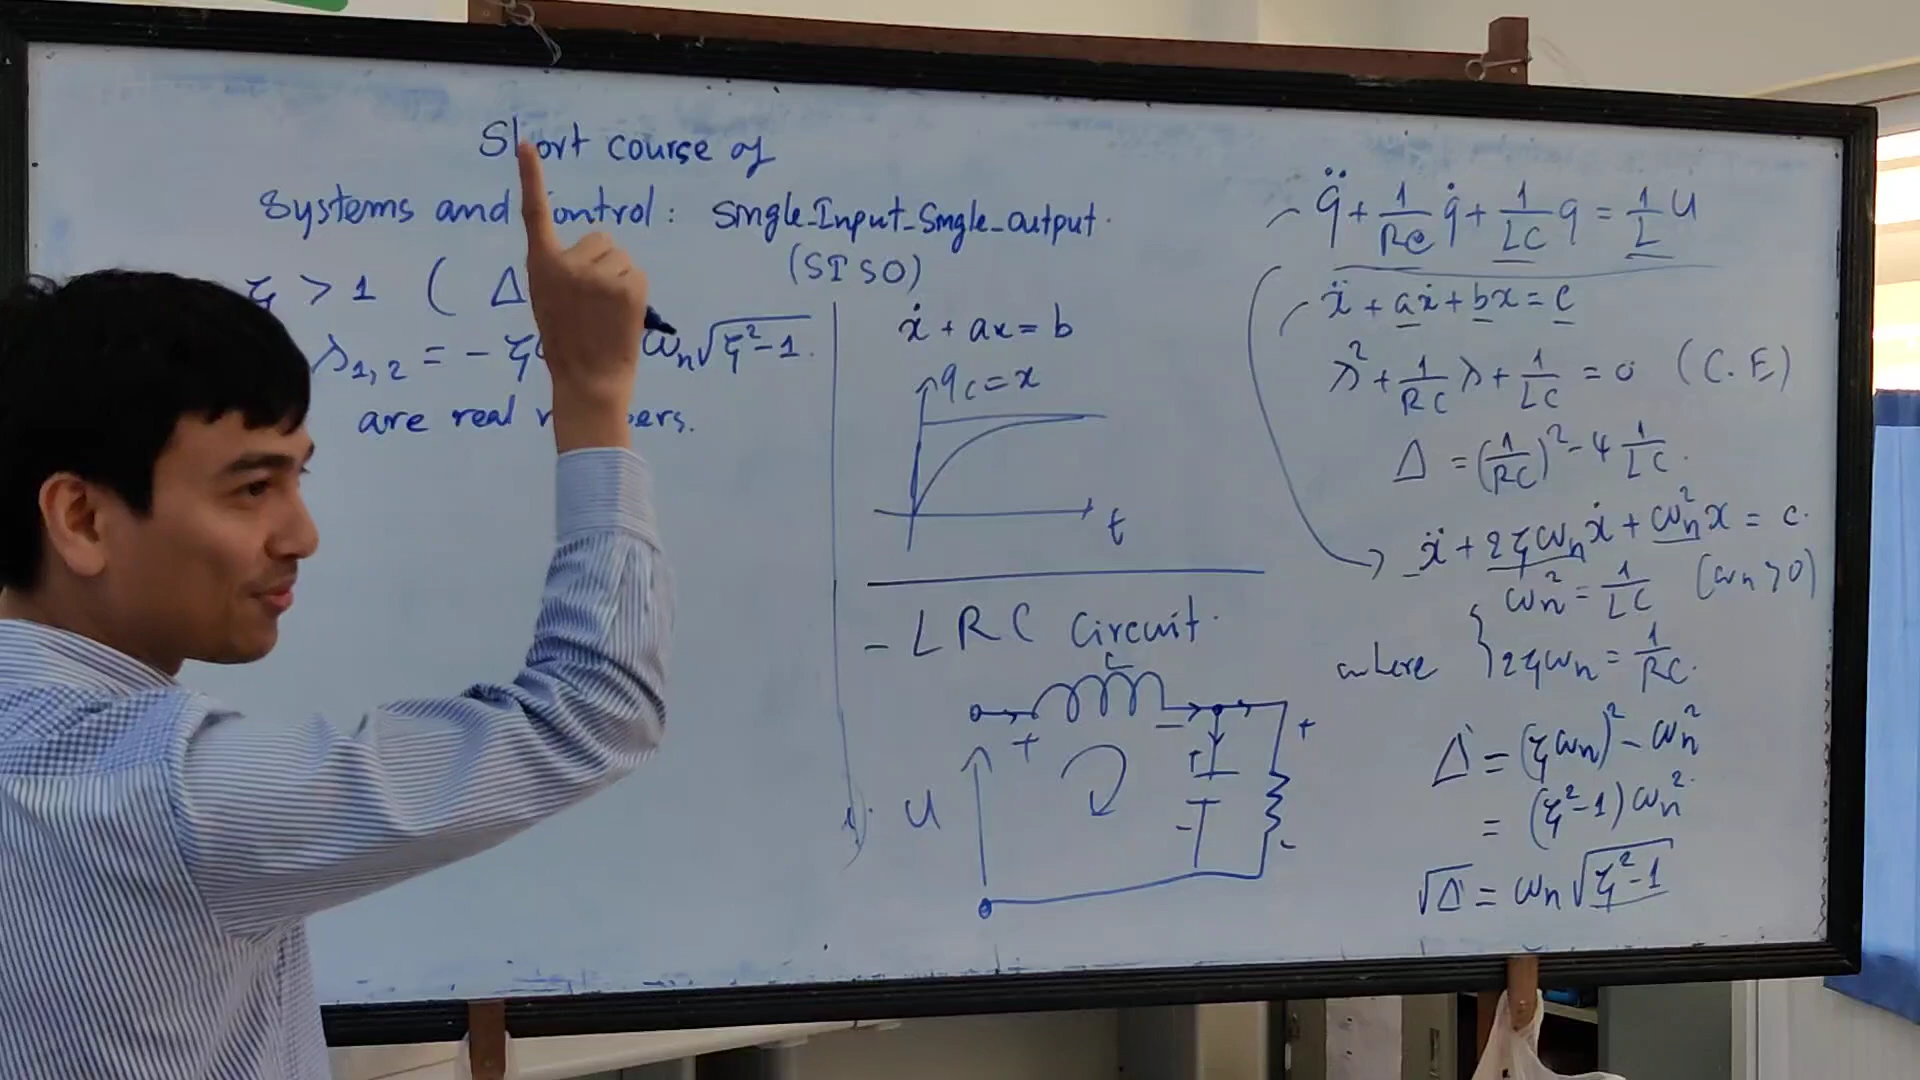 Short course of
Systems and Control: Single-Input-Single-output.
(SISO)
ξ > 1 ( Δ
λ1,2 = - ξ ωn√(ξ²-1).
are real numbers.
ẋ + ax = b
qc = x
t
- LRC Circuit.
L
+ -
+
+
-
-
U
q̈ + 1/RC q̇ + 1/LC q = 1/L U
ẍ + aẋ + bx = c
λ² + 1/RC λ + 1/LC = 0 (C.E)
Δ = (1/RC)² - 4 1/LC.
ẍ + 2ξωnẋ + ωn²x = c.
ωn² = 1/LC (ωn > 0)
where 2ξωn = 1/RC.
Δ' = (ξωn)² - ωn²
= (ξ²-1)ωn².
√Δ' = ωn√(ξ²-1)